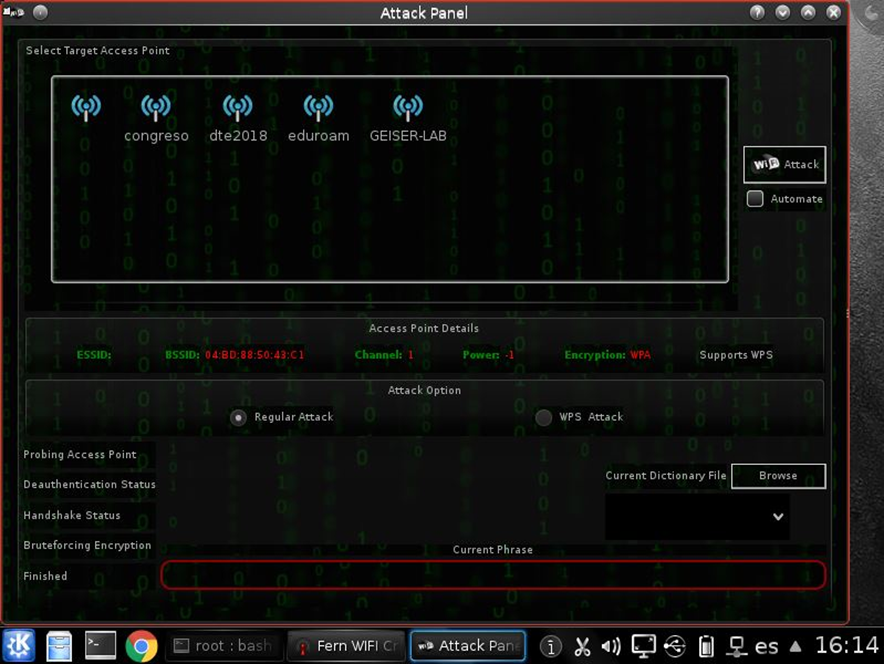 Attack Panel
Select Target Access Point
congreso
dte2018
eduroam
GEISER-LAB
WiFi Attack
Automate
Access Point Details
ESSID:
BSSID: 04:BD:88:50:43:C1
Channel: 1
Power: -1
Encryption: WPA
Supports WPS
Attack Option
Regular Attack
WPS Attack
Probing Access Point
Deauthentication Status
Current Dictionary File
Browse
Handshake Status
Bruteforcing Encryption
Current Phrase
Finished
root : bash
Fern WIFI Cr
Attack Pane
es
16:14